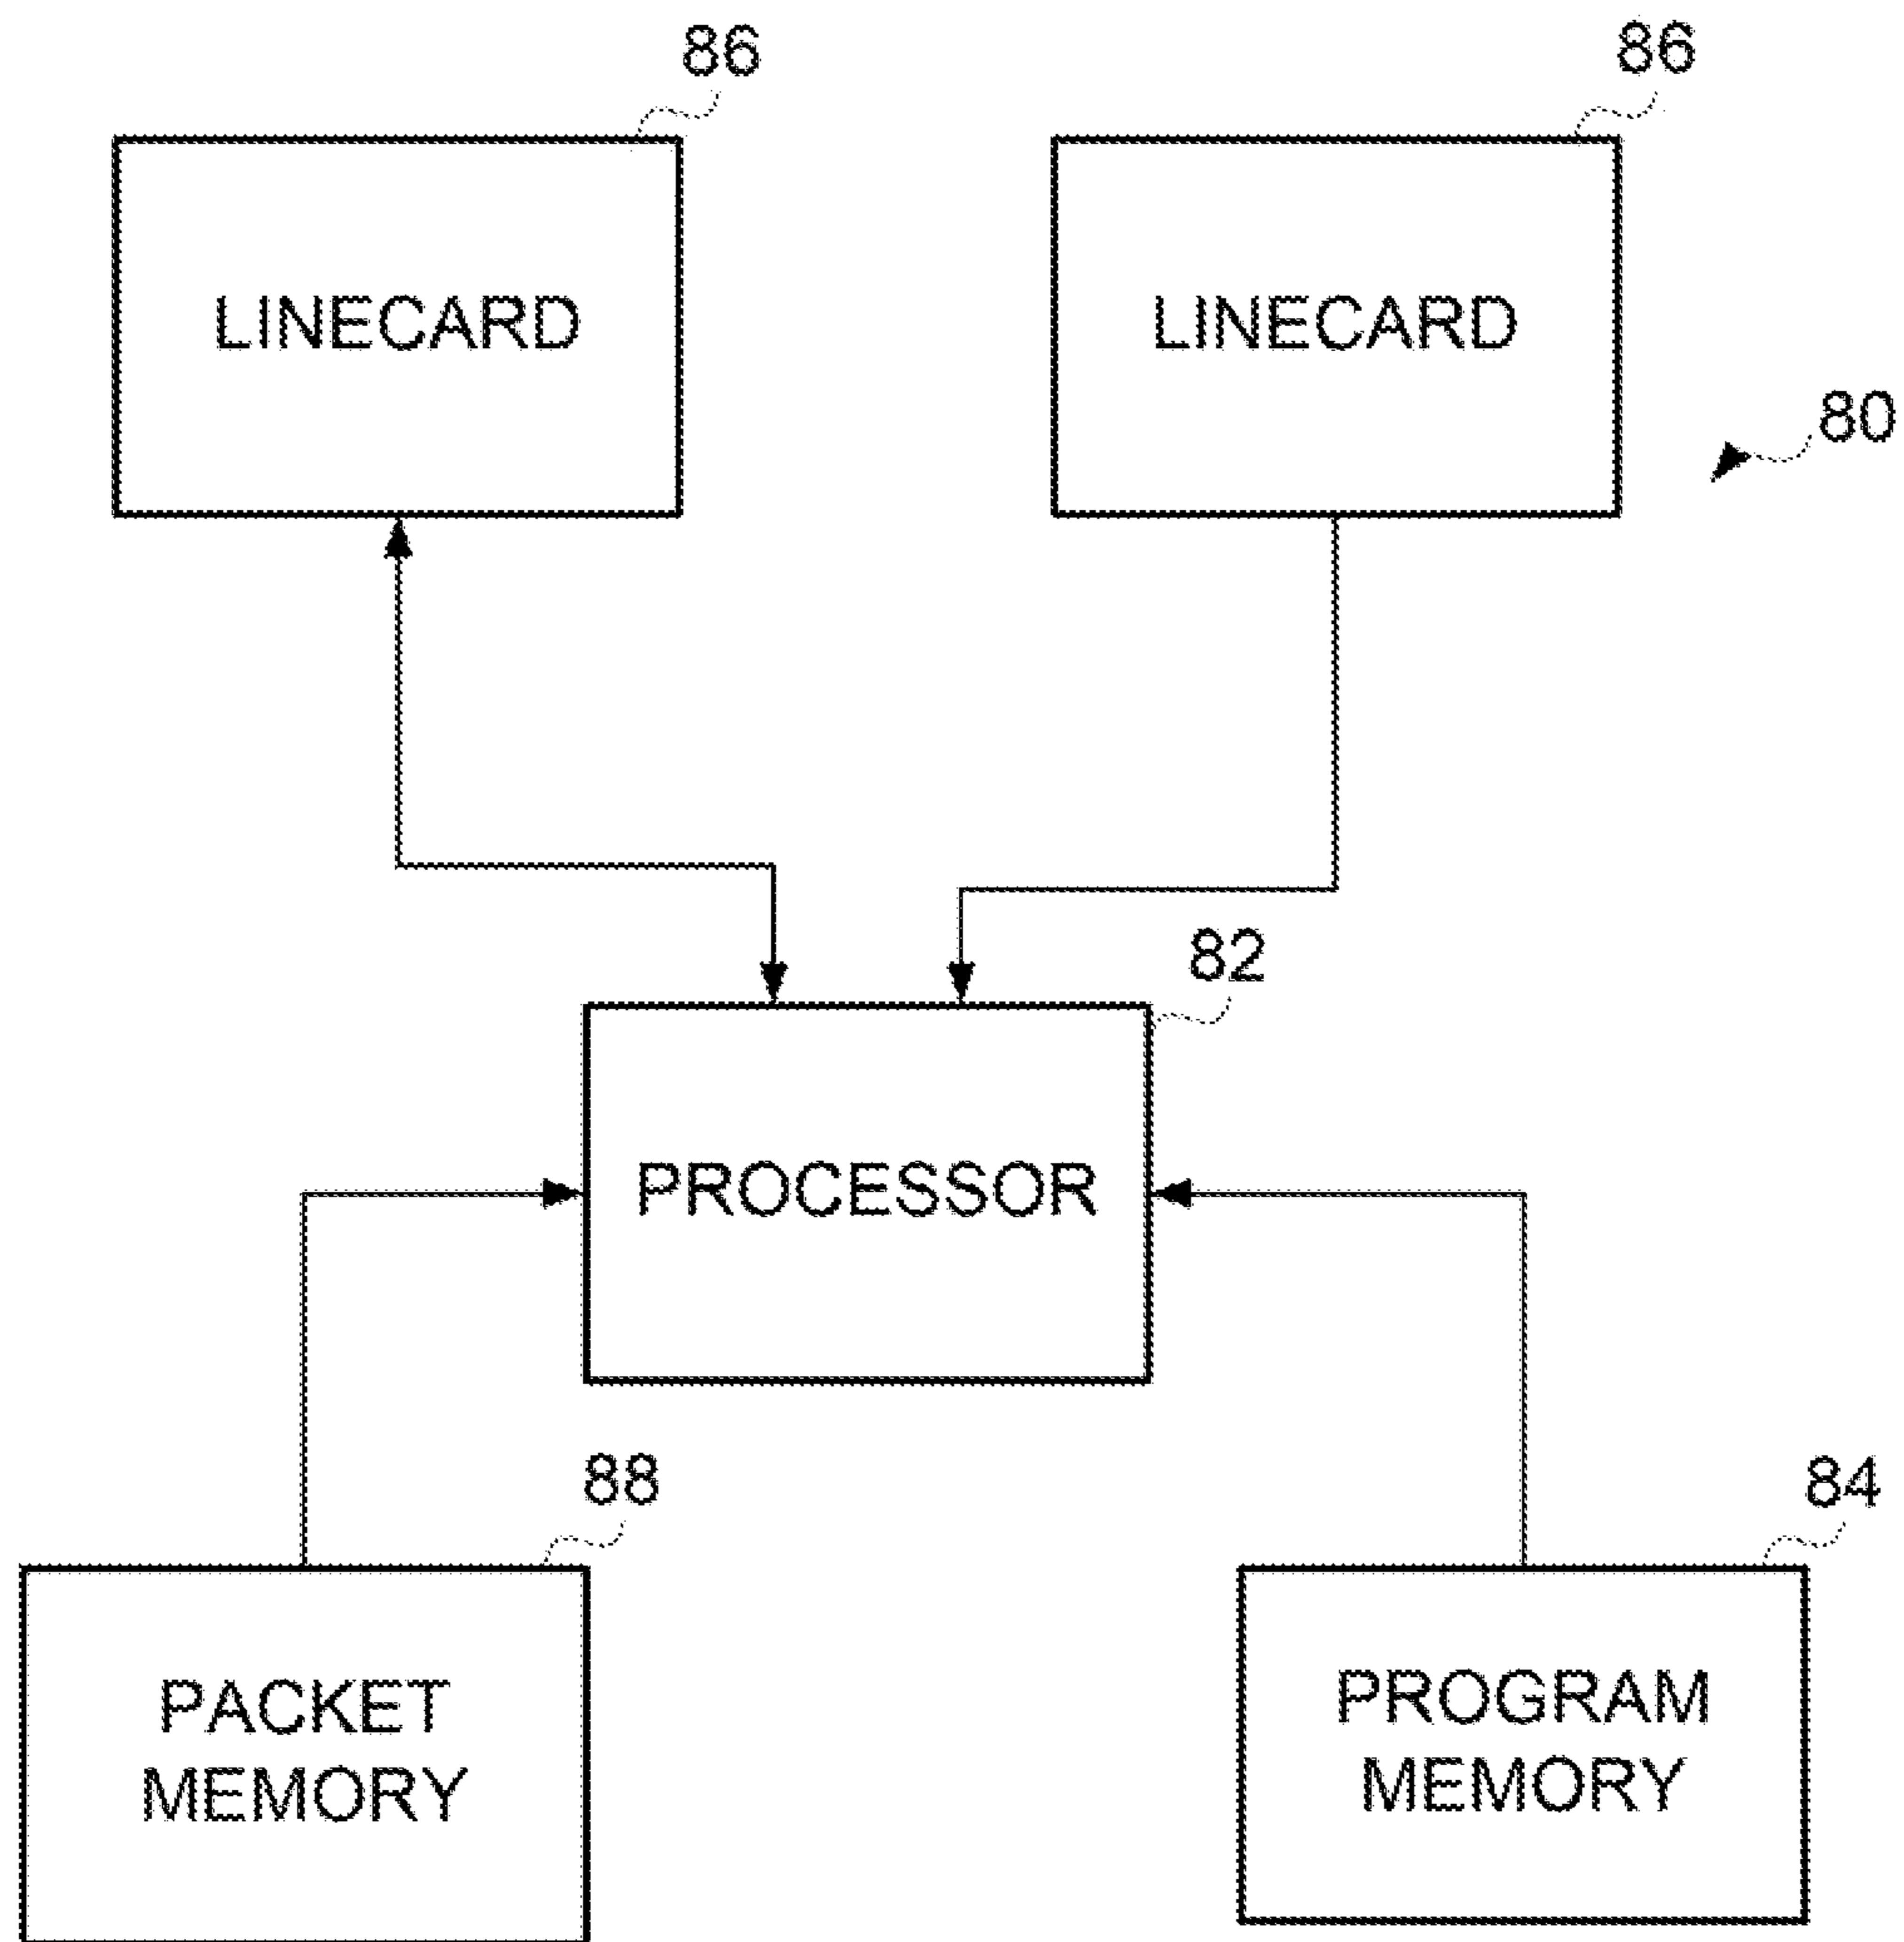 86
86
LINECARD
LINECARD
80
82
PROCESSOR
88
84
PACKET
MEMORY
PROGRAM
MEMORY